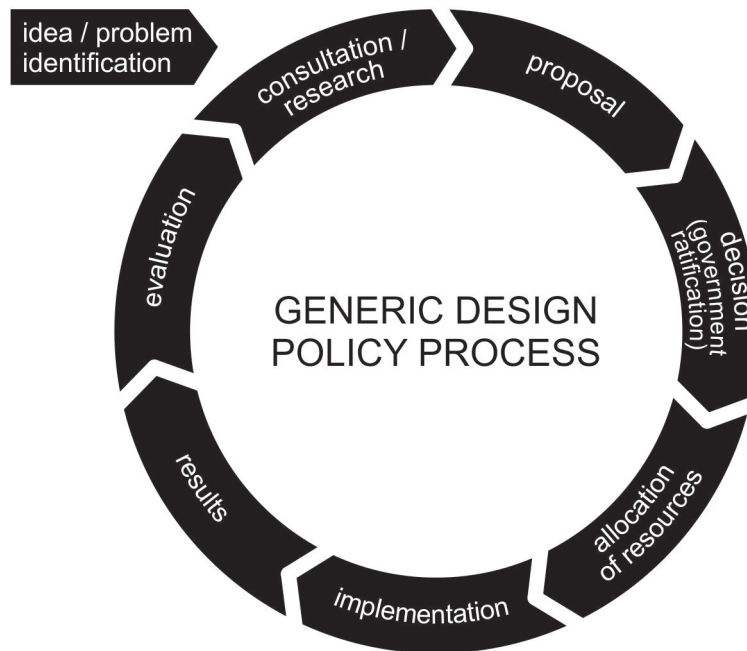 idea / problem
identification
consultation /
research
proposal
decision
(government
ratification)
allocation
of resources
implementation
results
evaluation
GENERIC DESIGN
POLICY PROCESS